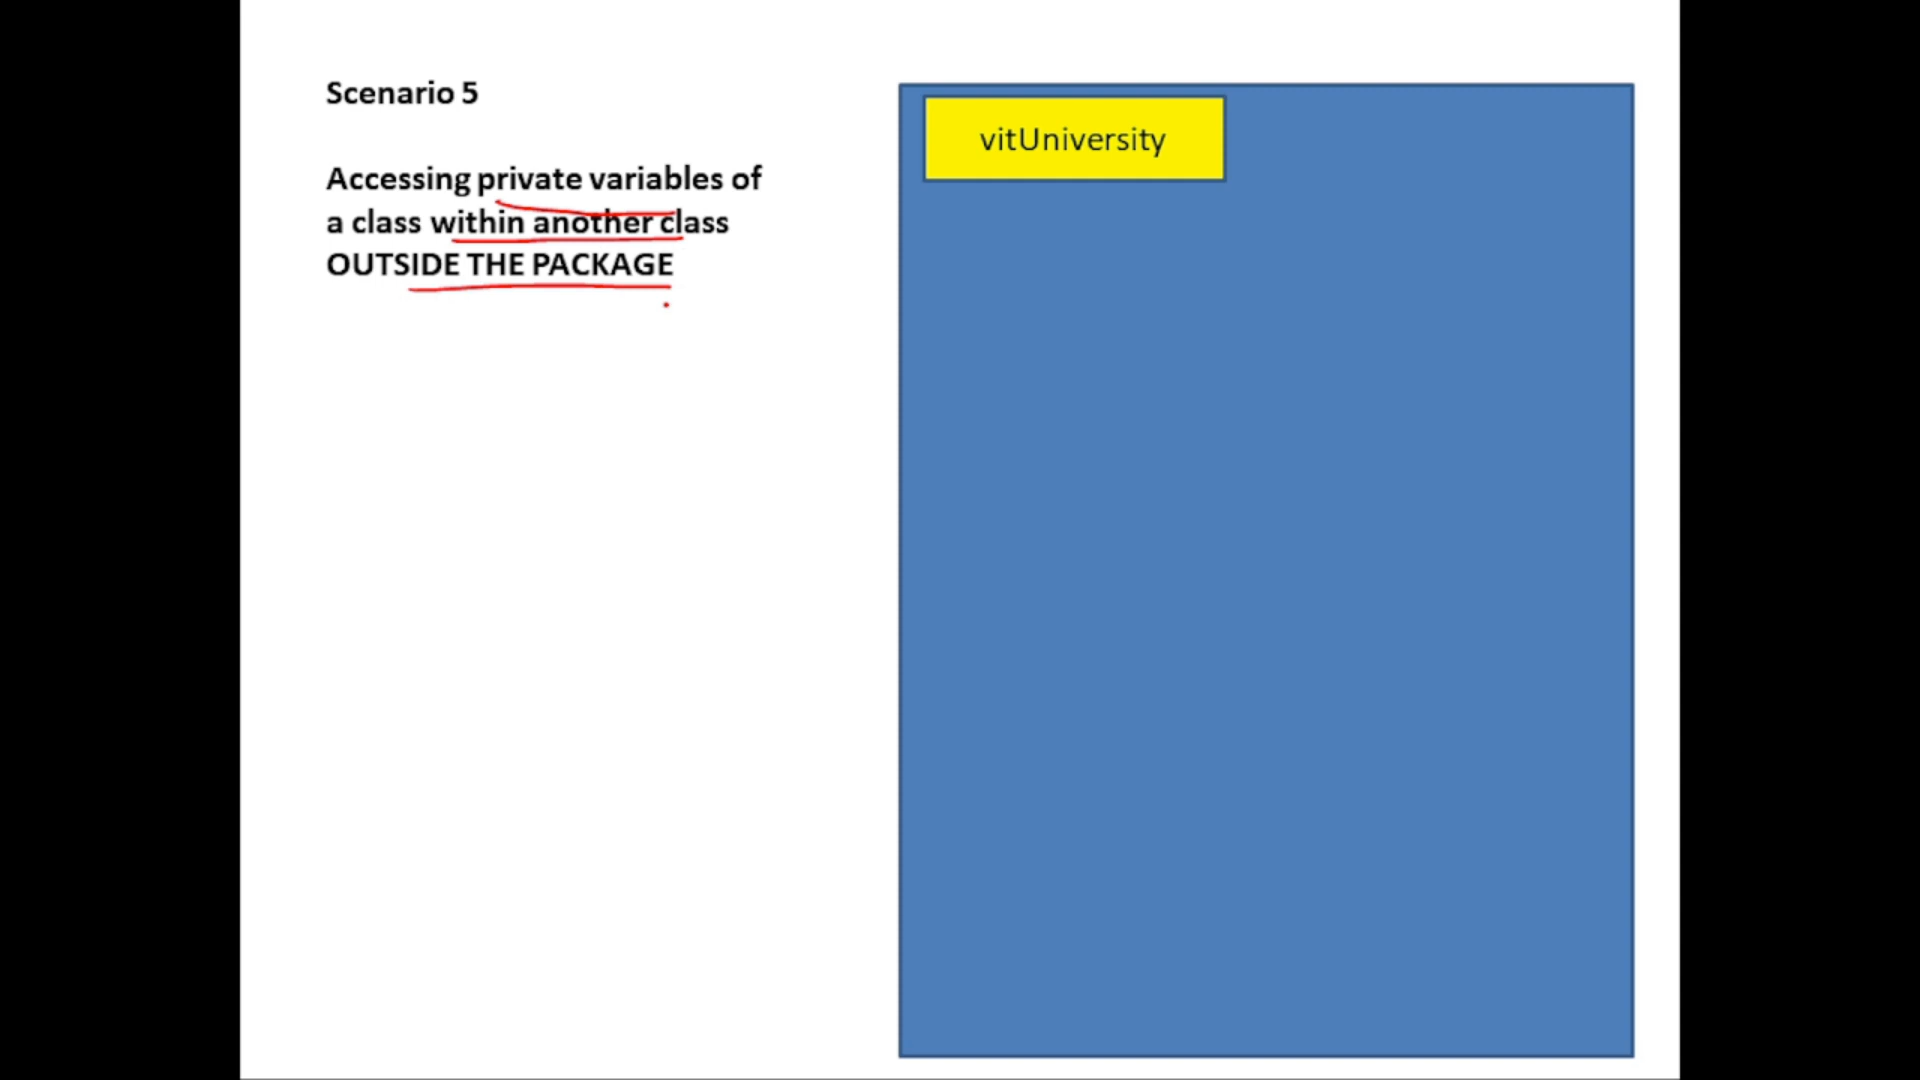 Scenario 5
Accessing private variables of
a class within another class
OUTSIDE THE PACKAGE
vitUniversity